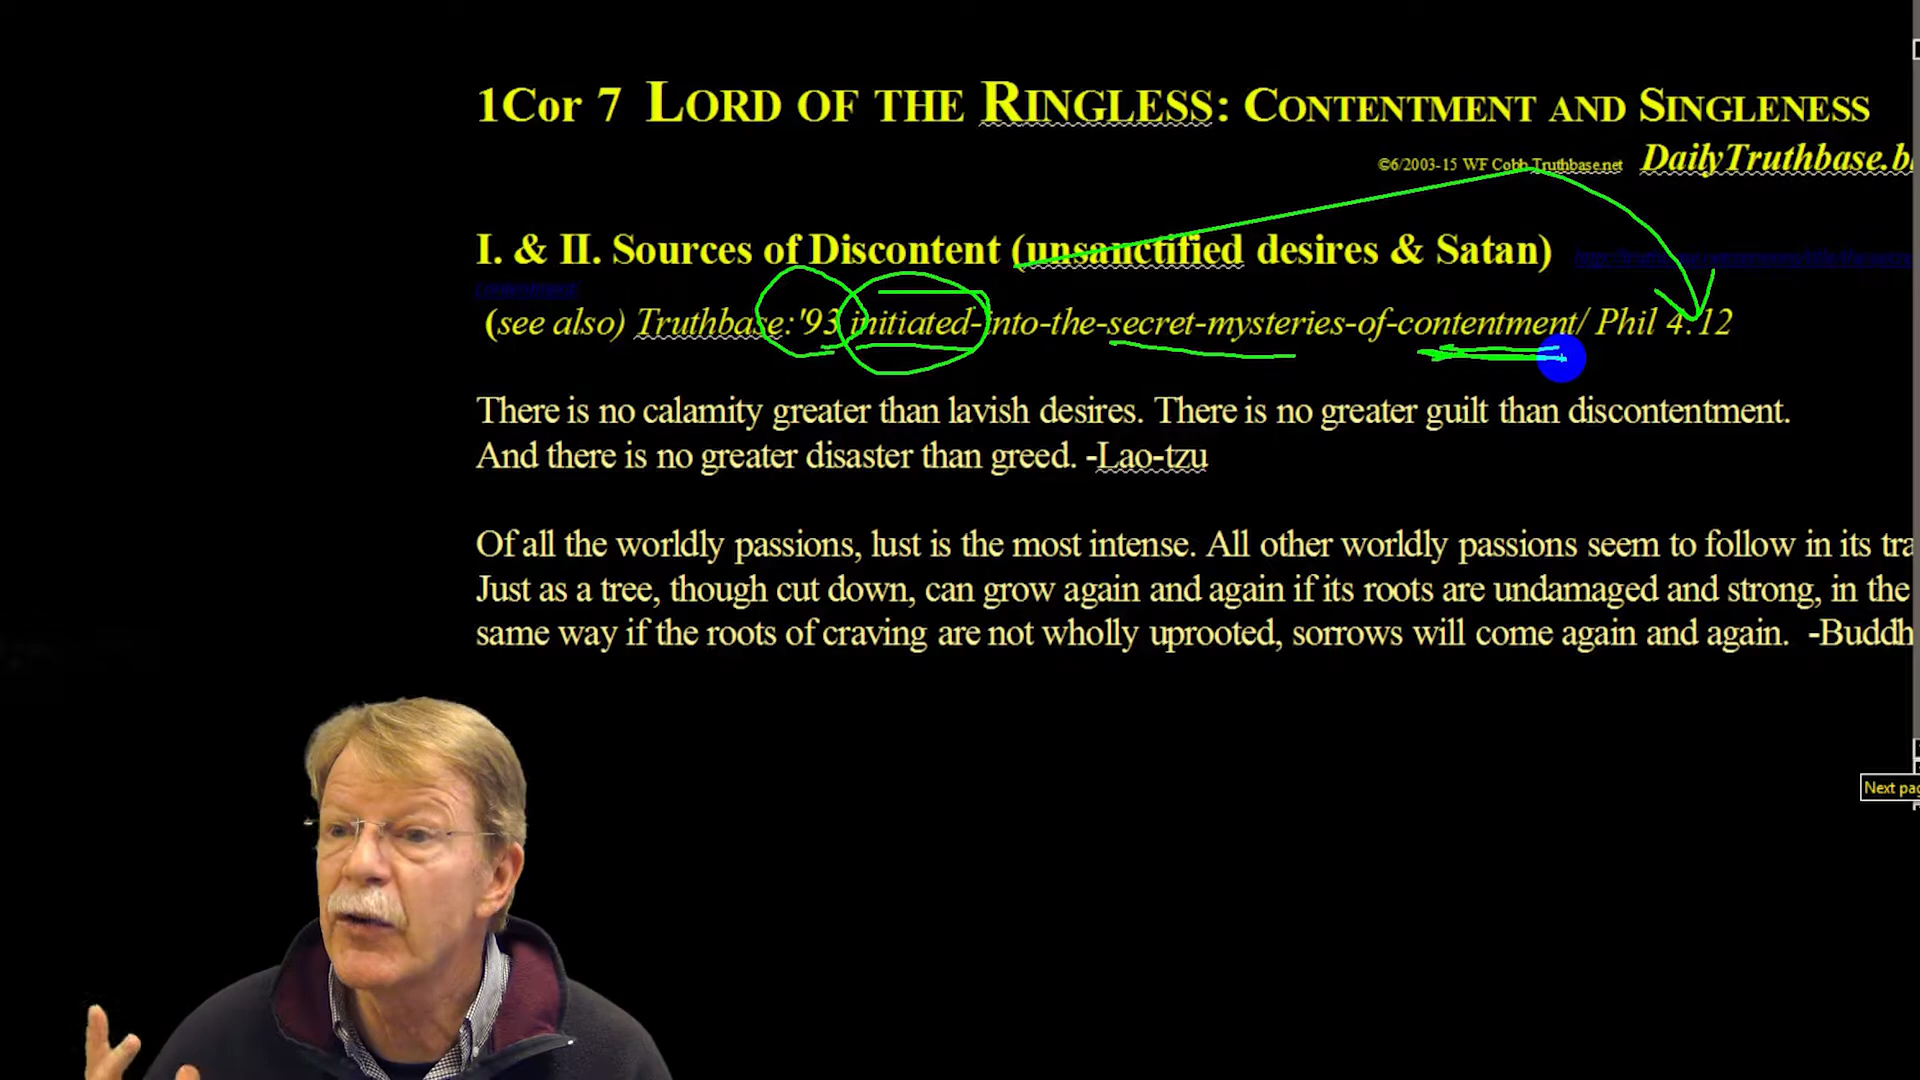 1Cor 7 LORD OF THE RINGLESS: CONTENTMENT AND SINGLENESS
©6/2003-15 WF Cobb Truthbase.net DailyTruthbase.bl
I. & II. Sources of Discontent (unsanctified desires & Satan)
contentment/
(see also) Truthbase:'93 initiated-into-the-secret-mysteries-of-contentment/ Phil 4:12
There is no calamity greater than lavish desires. There is no greater guilt than discontentment.
And there is no greater disaster than greed. -Lao-tzu
Of all the worldly passions, lust is the most intense. All other worldly passions seem to follow in its tra
Just as a tree, though cut down, can grow again and again if its roots are undamaged and strong, in the
same way if the roots of craving are not wholly uprooted, sorrows will come again and again. -Buddh
Next pag